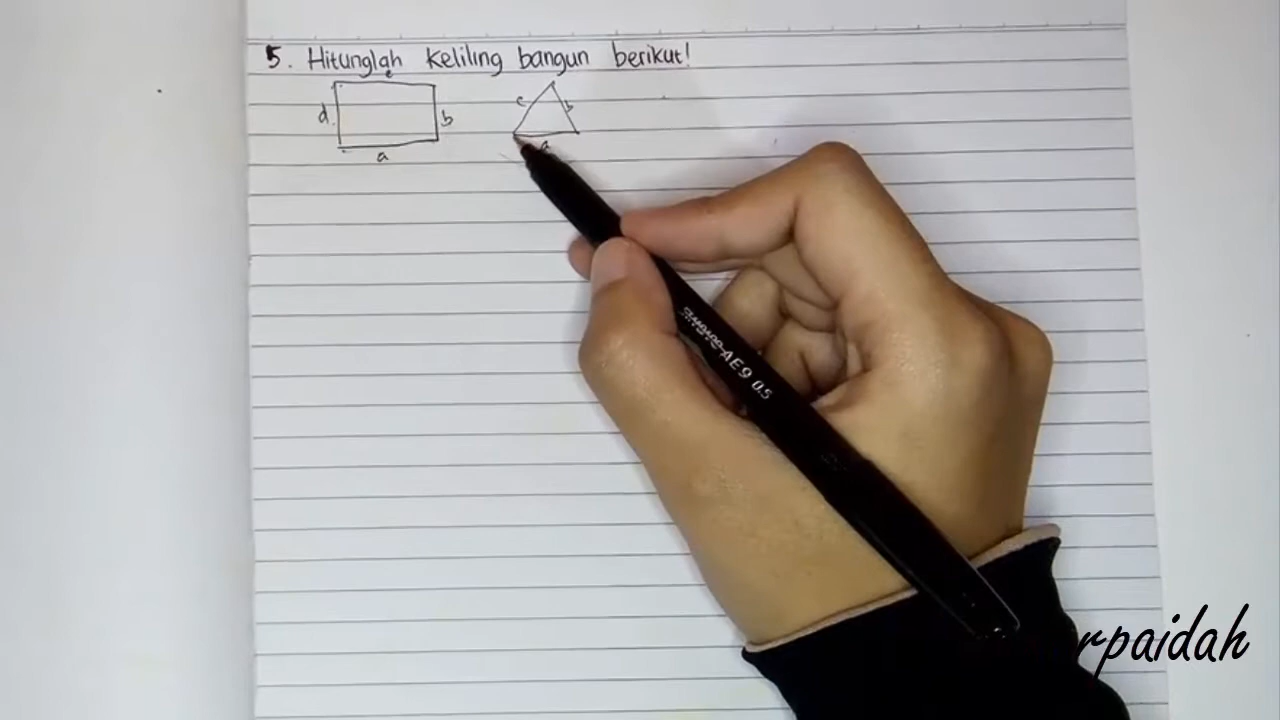 5. Hitunglah keliling bangun berikut!
c
d.
b
a
c
b
a
AE9 0.5
rpaidah